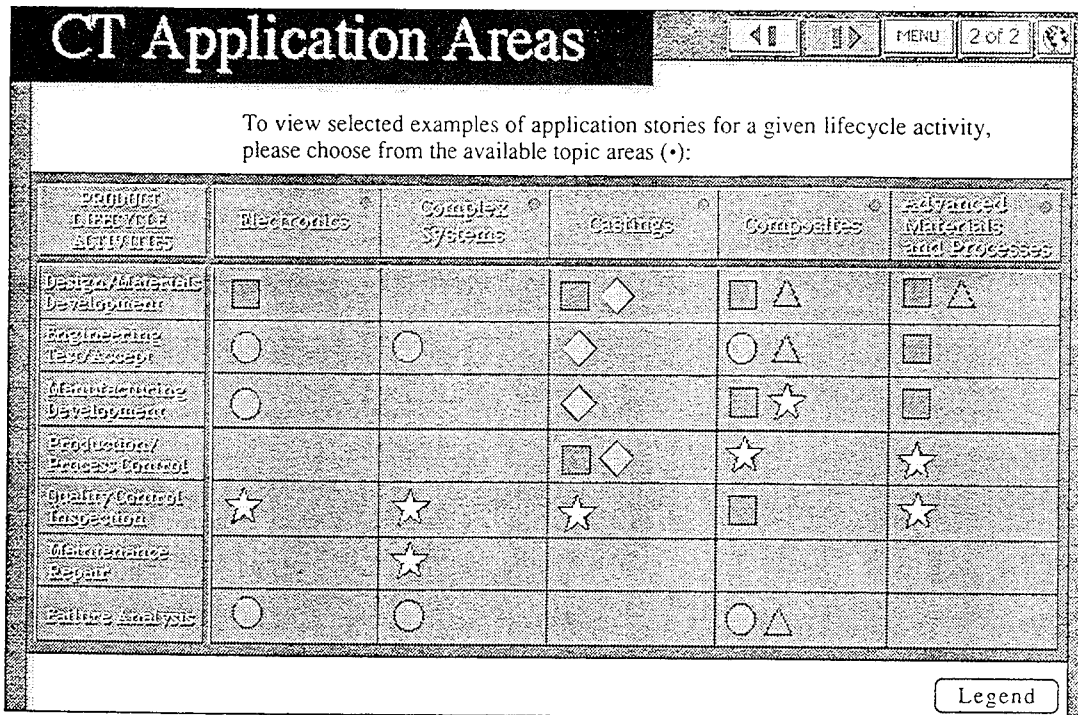 CT Application Areas
MENU
2 of 2
To view selected examples of application stories for a given lifecycle activity,
please choose from the available topic areas (•):
PRODUCT
LIFECYCLE
ACTIVITIES
Electronics
Complex
Systems
Castings
Composites
Advanced
Materials
and Processes
Design/Materials
Development
Engineering
Test/Accept
Manufacturing
Development
Production/
Process Control
Quality Control
Inspection
Maintenance
Repair
Failure Analysis
Legend